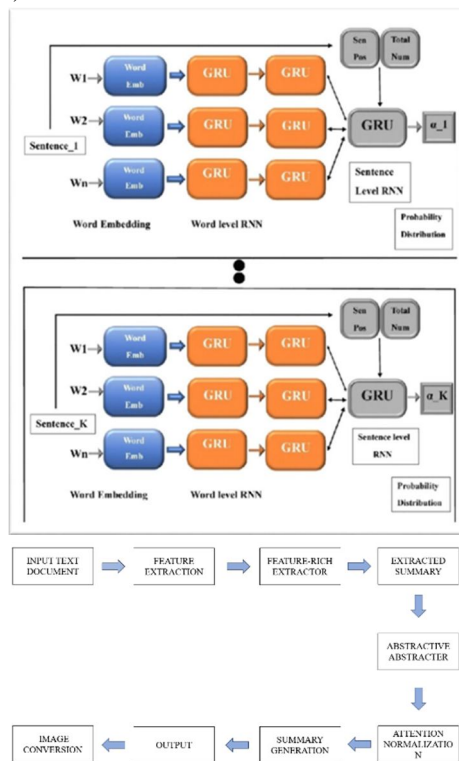 Sen Pos
Total Num
W1
Word Emb
GRU
GRU
W2
Word Emb
GRU
GRU
GRU
α_1
Sentence_1
Wn
Word Emb
GRU
GRU
Sentence Level RNN
Word Embedding
Word level RNN
Probability Distribution
Sen Pos
Total Num
W1
Word Emb
GRU
GRU
W2
Word Emb
GRU
GRU
GRU
α_K
Sentence_K
Wn
Word Emb
GRU
GRU
Sentence level RNN
Word Embedding
Word level RNN
Probability Distribution
INPUT TEXT
DOCUMENT
FEATURE
EXTRACTION
FEATURE-RICH
EXTRACTOR
EXTRACTED
SUMMARY
ABSTRACTIVE
ABSTRACTER
IMAGE
CONVERSION
OUTPUT
SUMMARY
GENERATION
ATTENTION
NORMALIZATIO
N